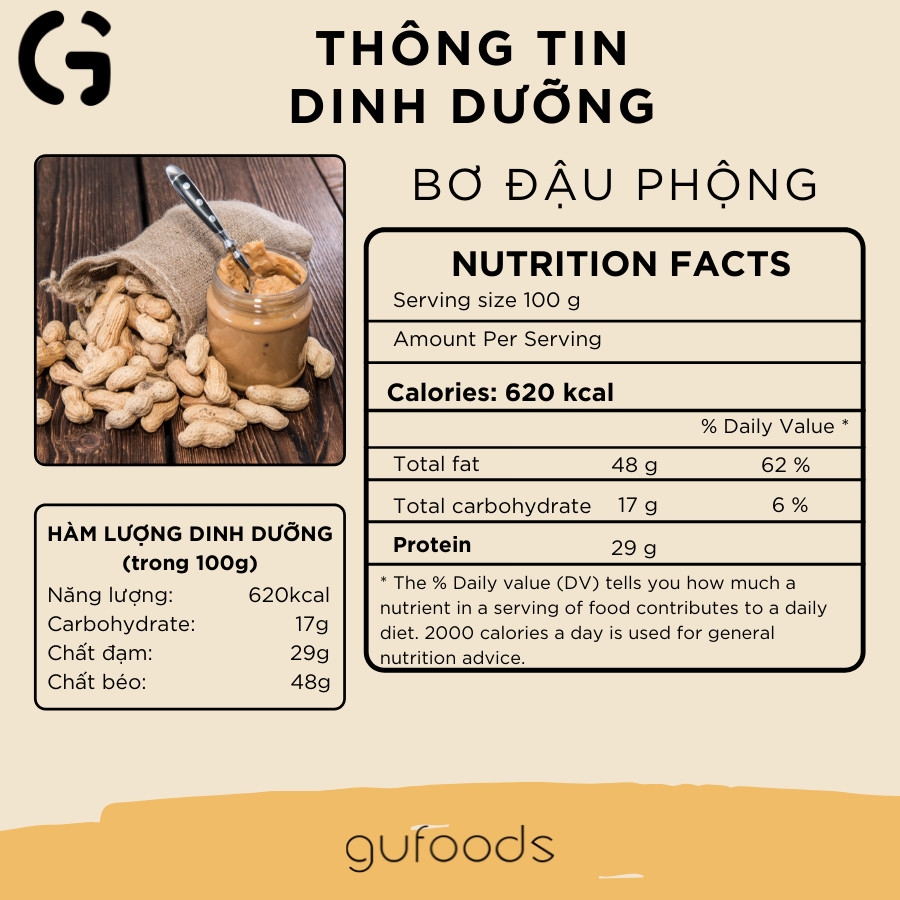 THÔNG TIN
DINH DƯỠNG
BƠ ĐẬU PHỘNG
NUTRITION FACTS
Serving size 100 g
Amount Per Serving
Calories: 620 kcal
% Daily Value *
Total fat 48 g 62 %
Total carbohydrate 17 g 6 %
Protein 29 g
* The % Daily value (DV) tells you how much a
nutrient in a serving of food contributes to a daily
diet. 2000 calories a day is used for general
nutrition advice.
HÀM LƯỢNG DINH DƯỠNG
(trong 100g)
Năng lượng: 620kcal
Carbohydrate: 17g
Chất đạm: 29g
Chất béo: 48g
gufoods